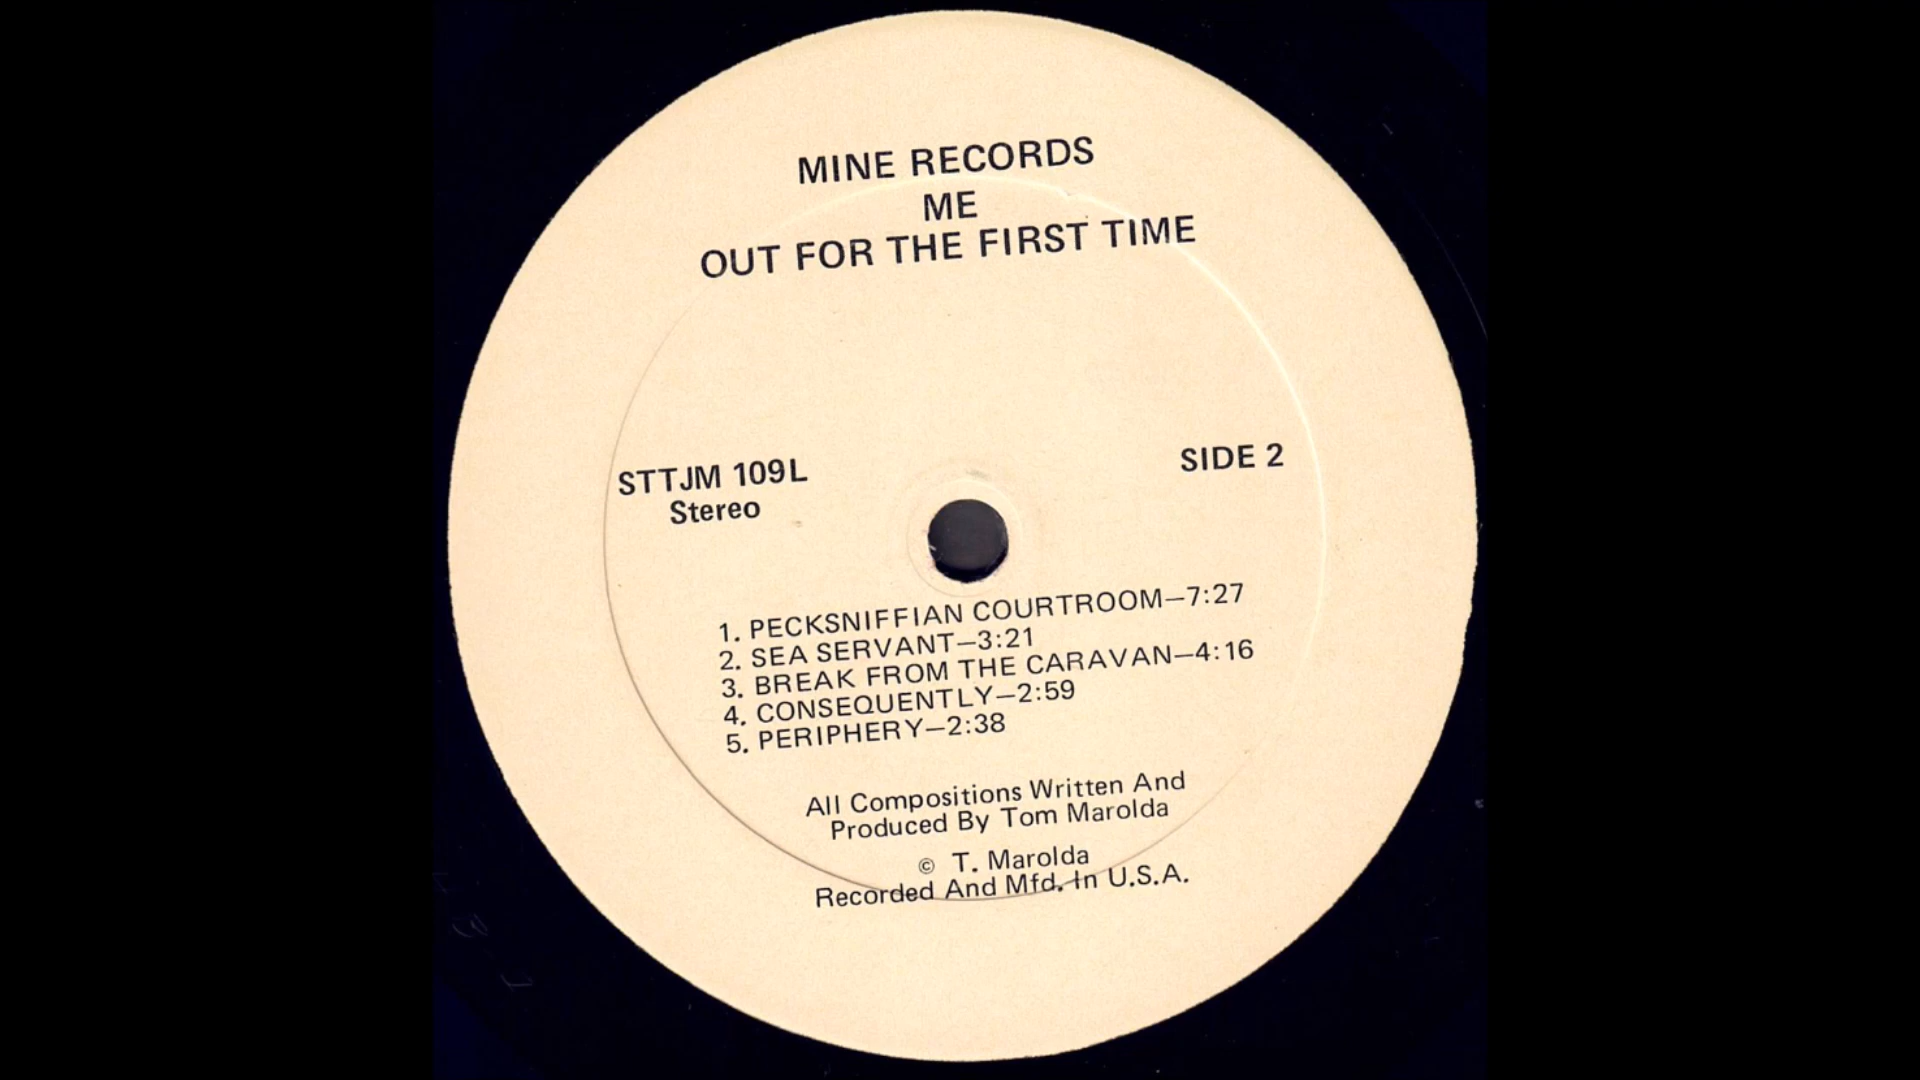 MINE RECORDS
ME
OUT FOR THE FIRST TIME
STTJM 109L
Stereo
SIDE 2
1. PECKSNIFFIAN COURTROOM—7:27
2. SEA SERVANT—3:21
3. BREAK FROM THE CARAVAN—4:16
4. CONSEQUENTLY—2:59
5. PERIPHERY—2:38
All Compositions Written And
Produced By Tom Marolda
© T. Marolda
Recorded And Mfd. In U.S.A.